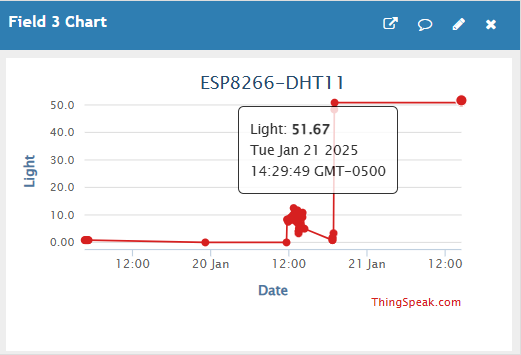 Field 3 Chart
ESP8266-DHT11
50.0
40.0
30.0
20.0
10.0
0.00
Light
Light: 51.67
Tue Jan 21 2025
14:29:49 GMT-0500
12:00
20 Jan
12:00
21 Jan
12:00
Date
ThingSpeak.com